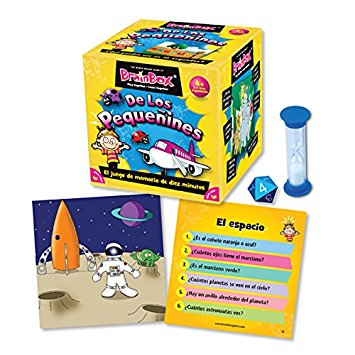 BrainBox
De Los
Pequeñines
El juego de memoria de diez minutos
4
El espacio
1. ¿Es el cohete naranja o azul?
2. ¿Cuántos ojos tiene el marciano?
3. ¿Es el marciano verde?
4. ¿Cuántos planetas se ven en el cielo?
5. ¿Hay un anillo alrededor del planeta?
6. ¿Cuántos astronautas ves?